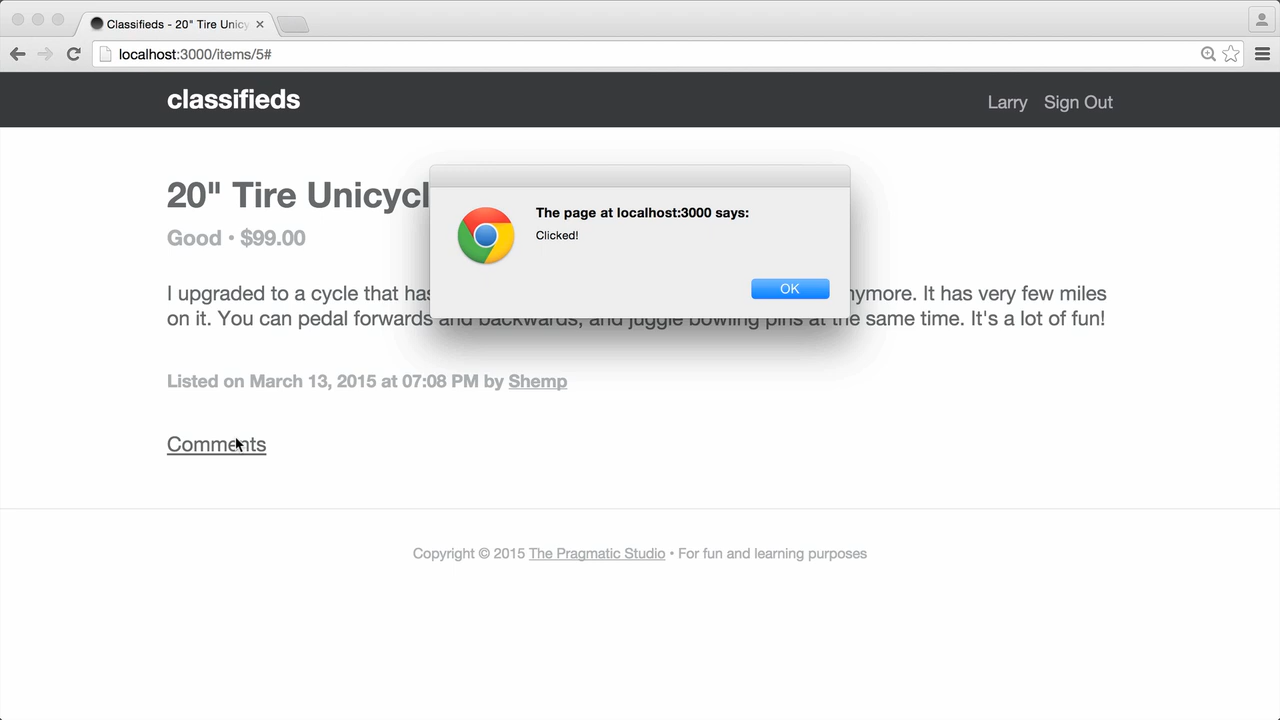 Classifieds - 20" Tire Unicy
localhost:3000/items/5#
classifieds
Larry Sign Out
20" Tire Unicycl
Good • $99.00
The page at localhost:3000 says:
Clicked!
OK
I upgraded to a cycle that has nymore. It has very few miles
on it. You can pedal forwards and backwards, and juggle bowling pins at the same time. It's a lot of fun!
Listed on March 13, 2015 at 07:08 PM by Shemp
Comments
Copyright © 2015 The Pragmatic Studio • For fun and learning purposes